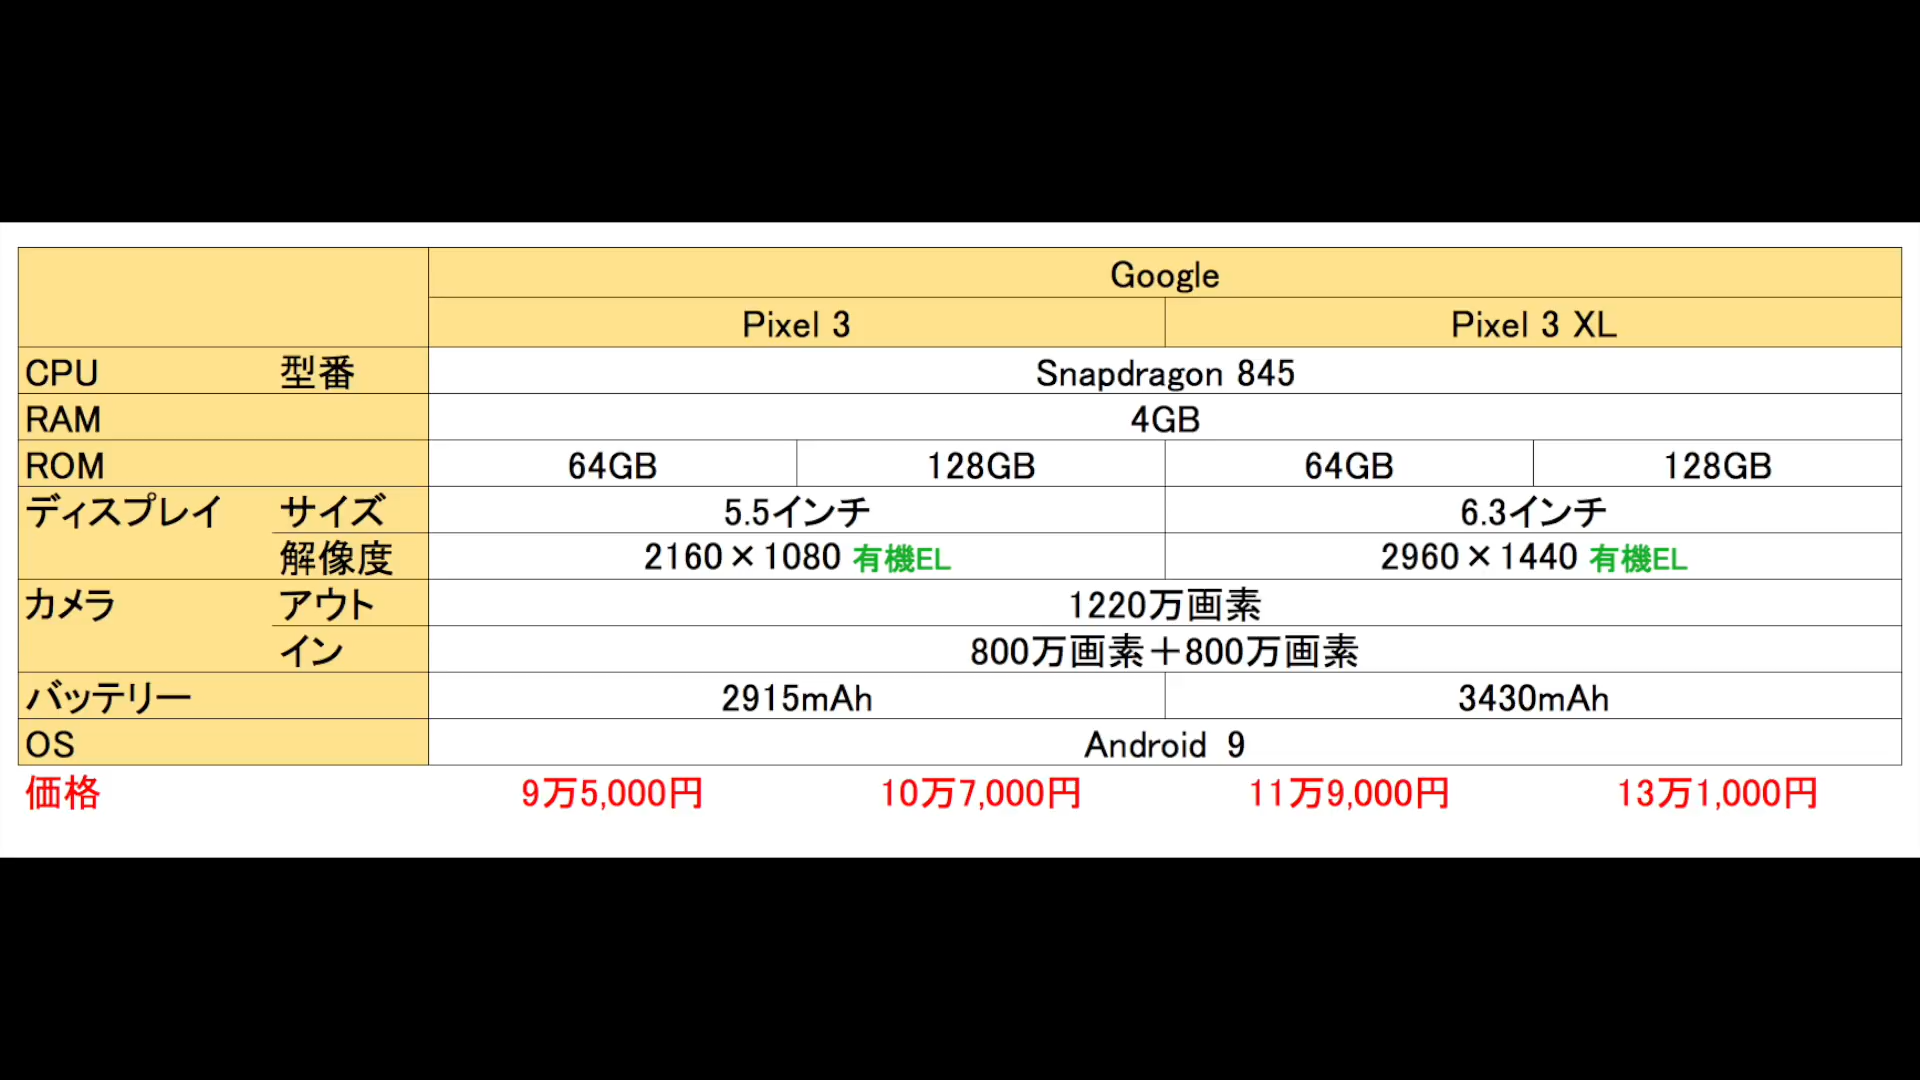 Google
Pixel 3 Pixel 3 XL
CPU 型番 Snapdragon 845
RAM 4GB
ROM 64GB 128GB 64GB 128GB
ディスプレイ サイズ 5.5インチ 6.3インチ
解像度 2160×1080 有機EL 2960×1440 有機EL
カメラ アウト 1220万画素
イン 800万画素＋800万画素
バッテリー 2915mAh 3430mAh
OS Android 9
価格 9万5,000円 10万7,000円 11万9,000円 13万1,000円